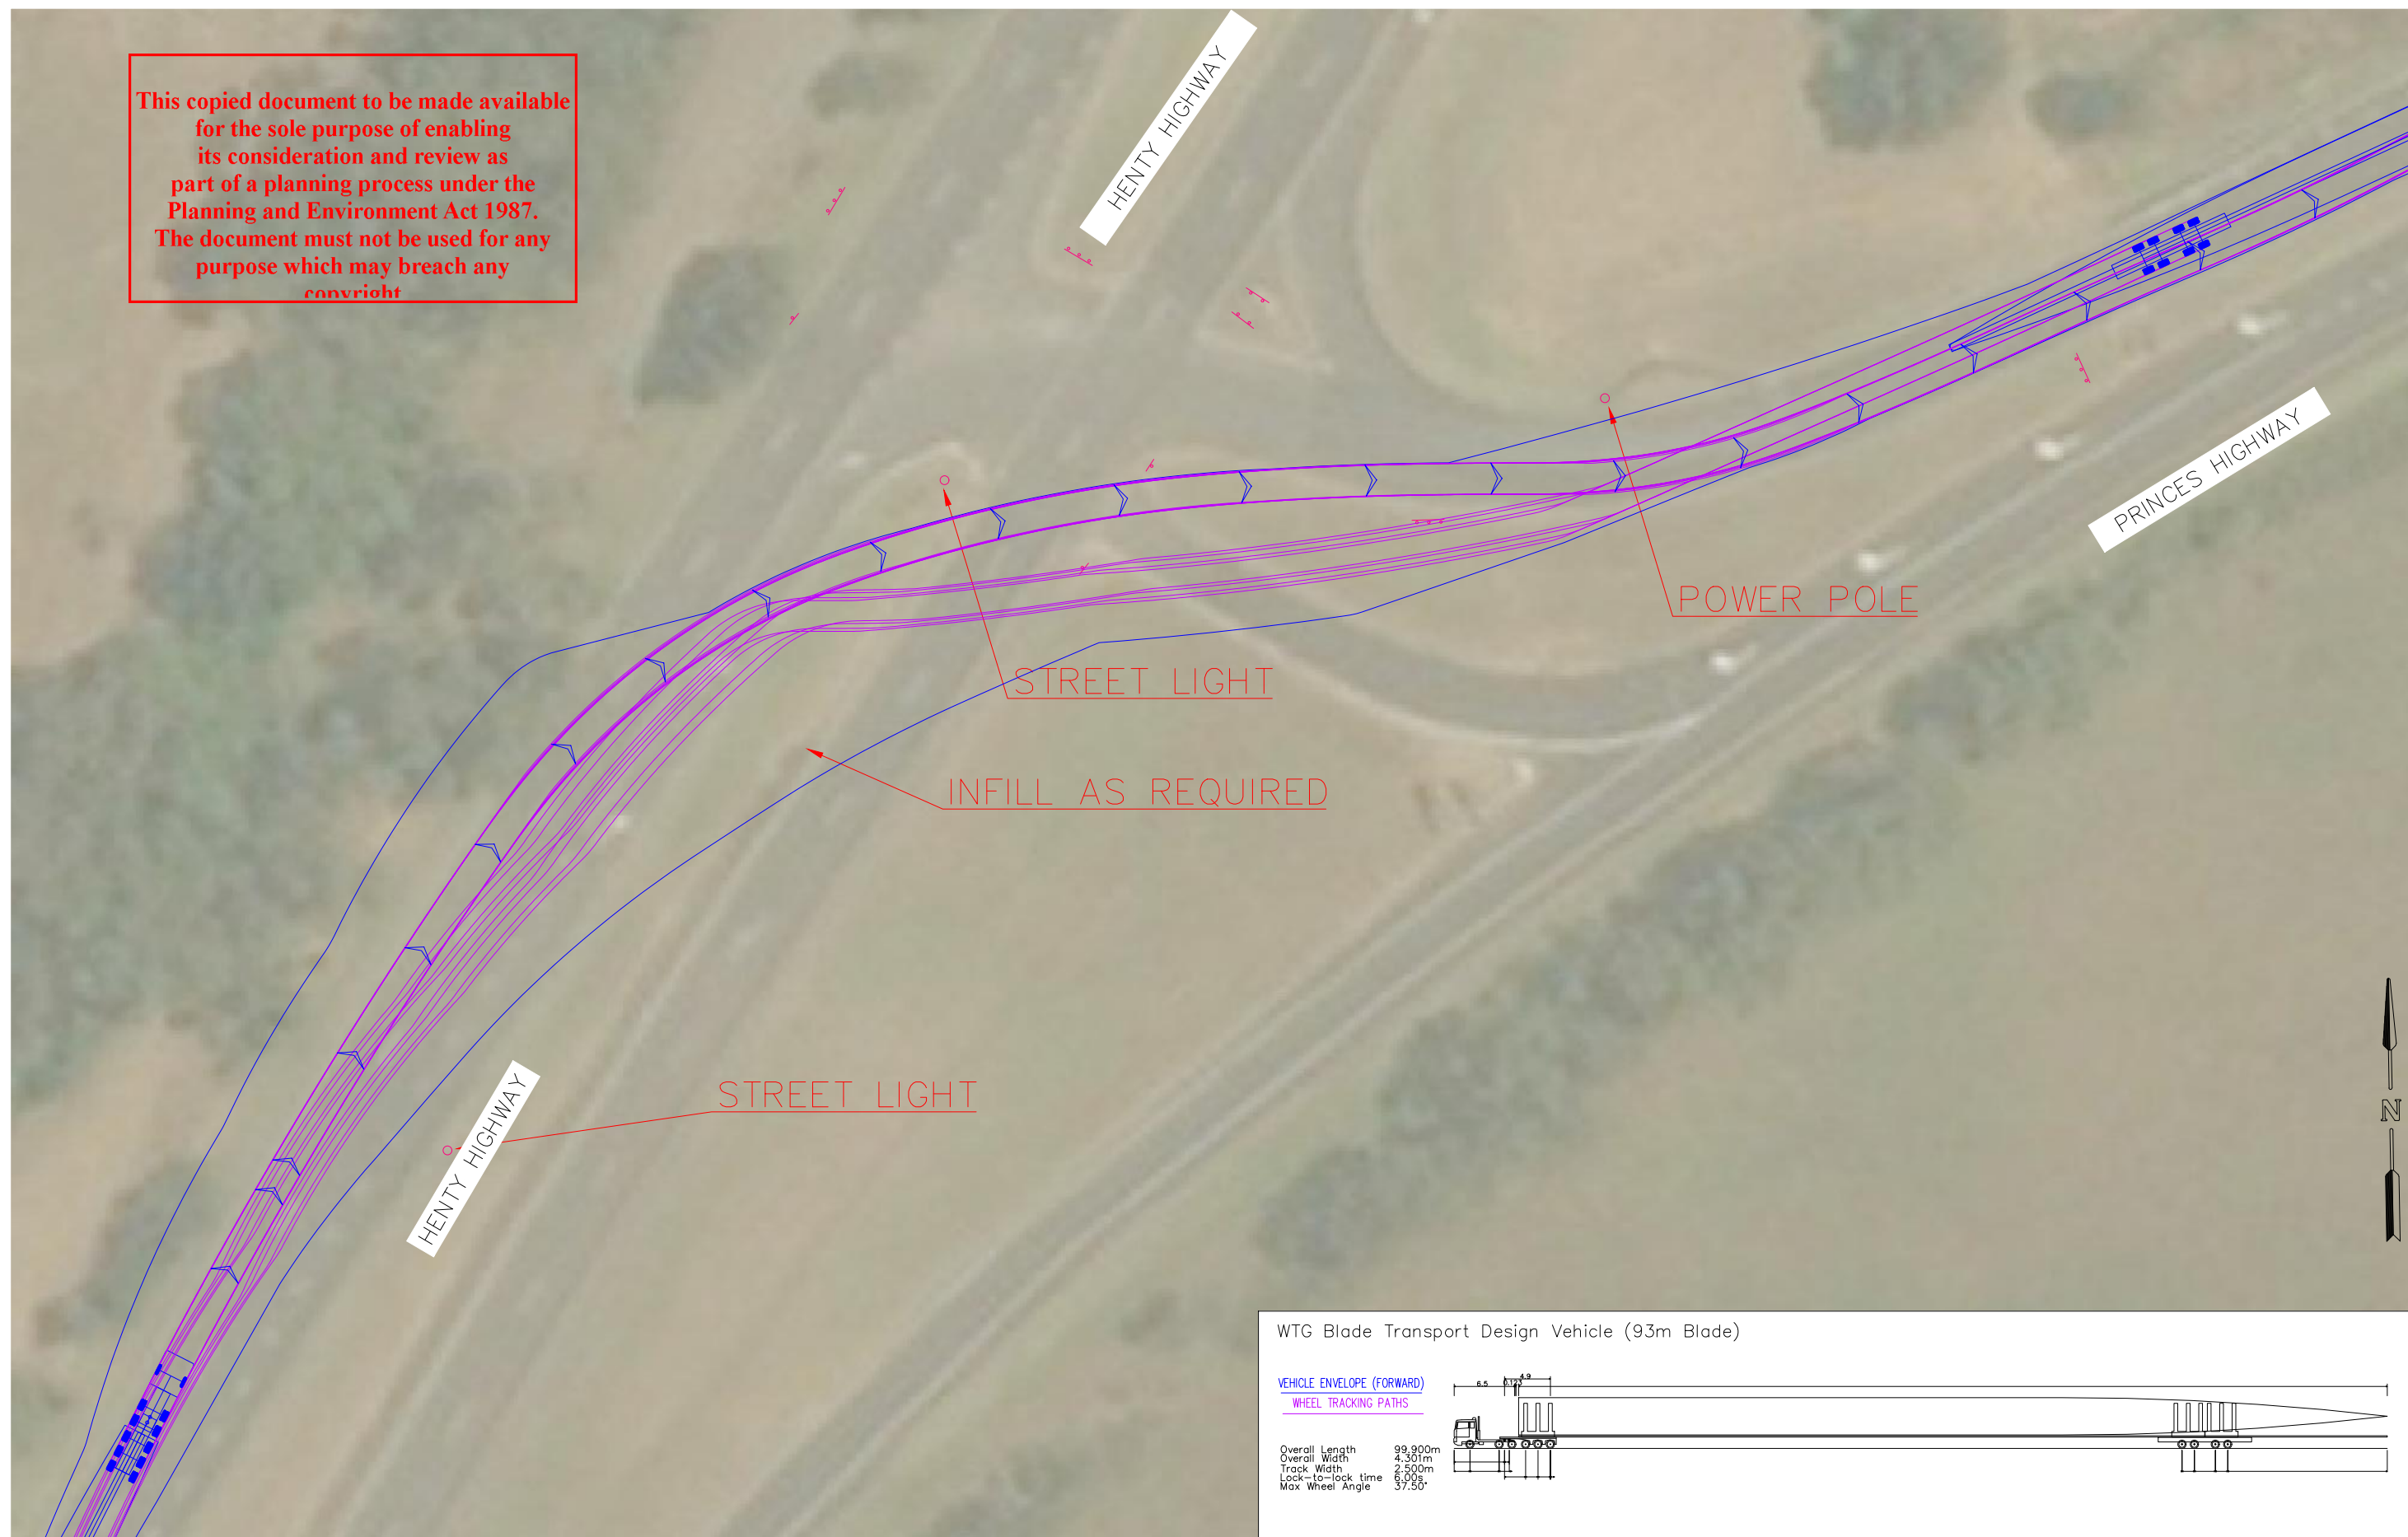 This copied document to be made available
for the sole purpose of enabling
its consideration and review as
part of a planning process under the
Planning and Environment Act 1987.
The document must not be used for any
purpose which may breach any
copyright
HENTY HIGHWAY
PRINCES HIGHWAY
POWER POLE
STREET LIGHT
INFILL AS REQUIRED
STREET LIGHT
HENTY HIGHWAY
N
WTG Blade Transport Design Vehicle (93m Blade)
VEHICLE ENVELOPE (FORWARD)
WHEEL TRACKING PATHS
6.5
0.123
4.9
Overall Length 99.900m
Overall Width 4.301m
Track Width 2.500m
Lock-to-lock time 6.00s
Max Wheel Angle 37.50°